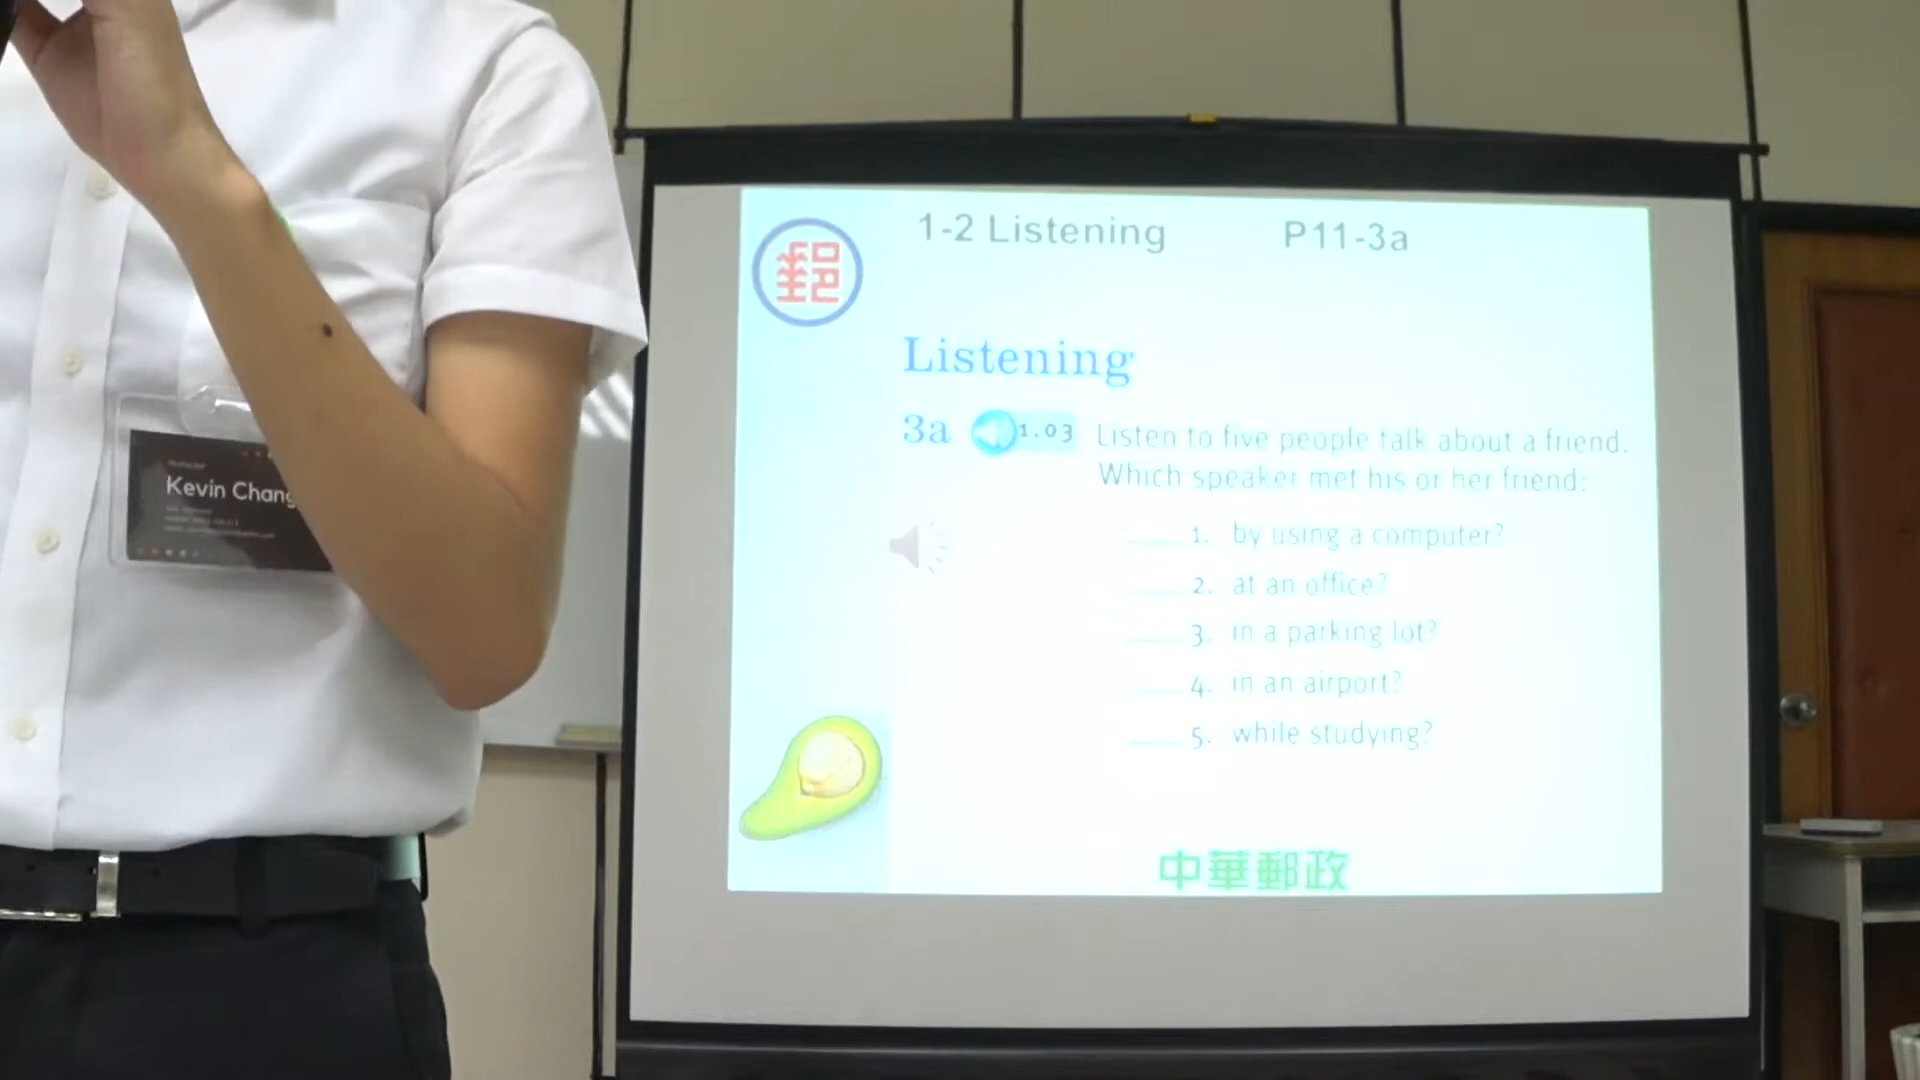 1-2 Listening P11-3a
郵
Listening
3a 1.03 Listen to five people talk about a friend.
Which speaker met his or her friend:
1. by using a computer?
2. at an office?
3. in a parking lot?
4. in an airport?
5. while studying?
中華郵政
Kevin Chang